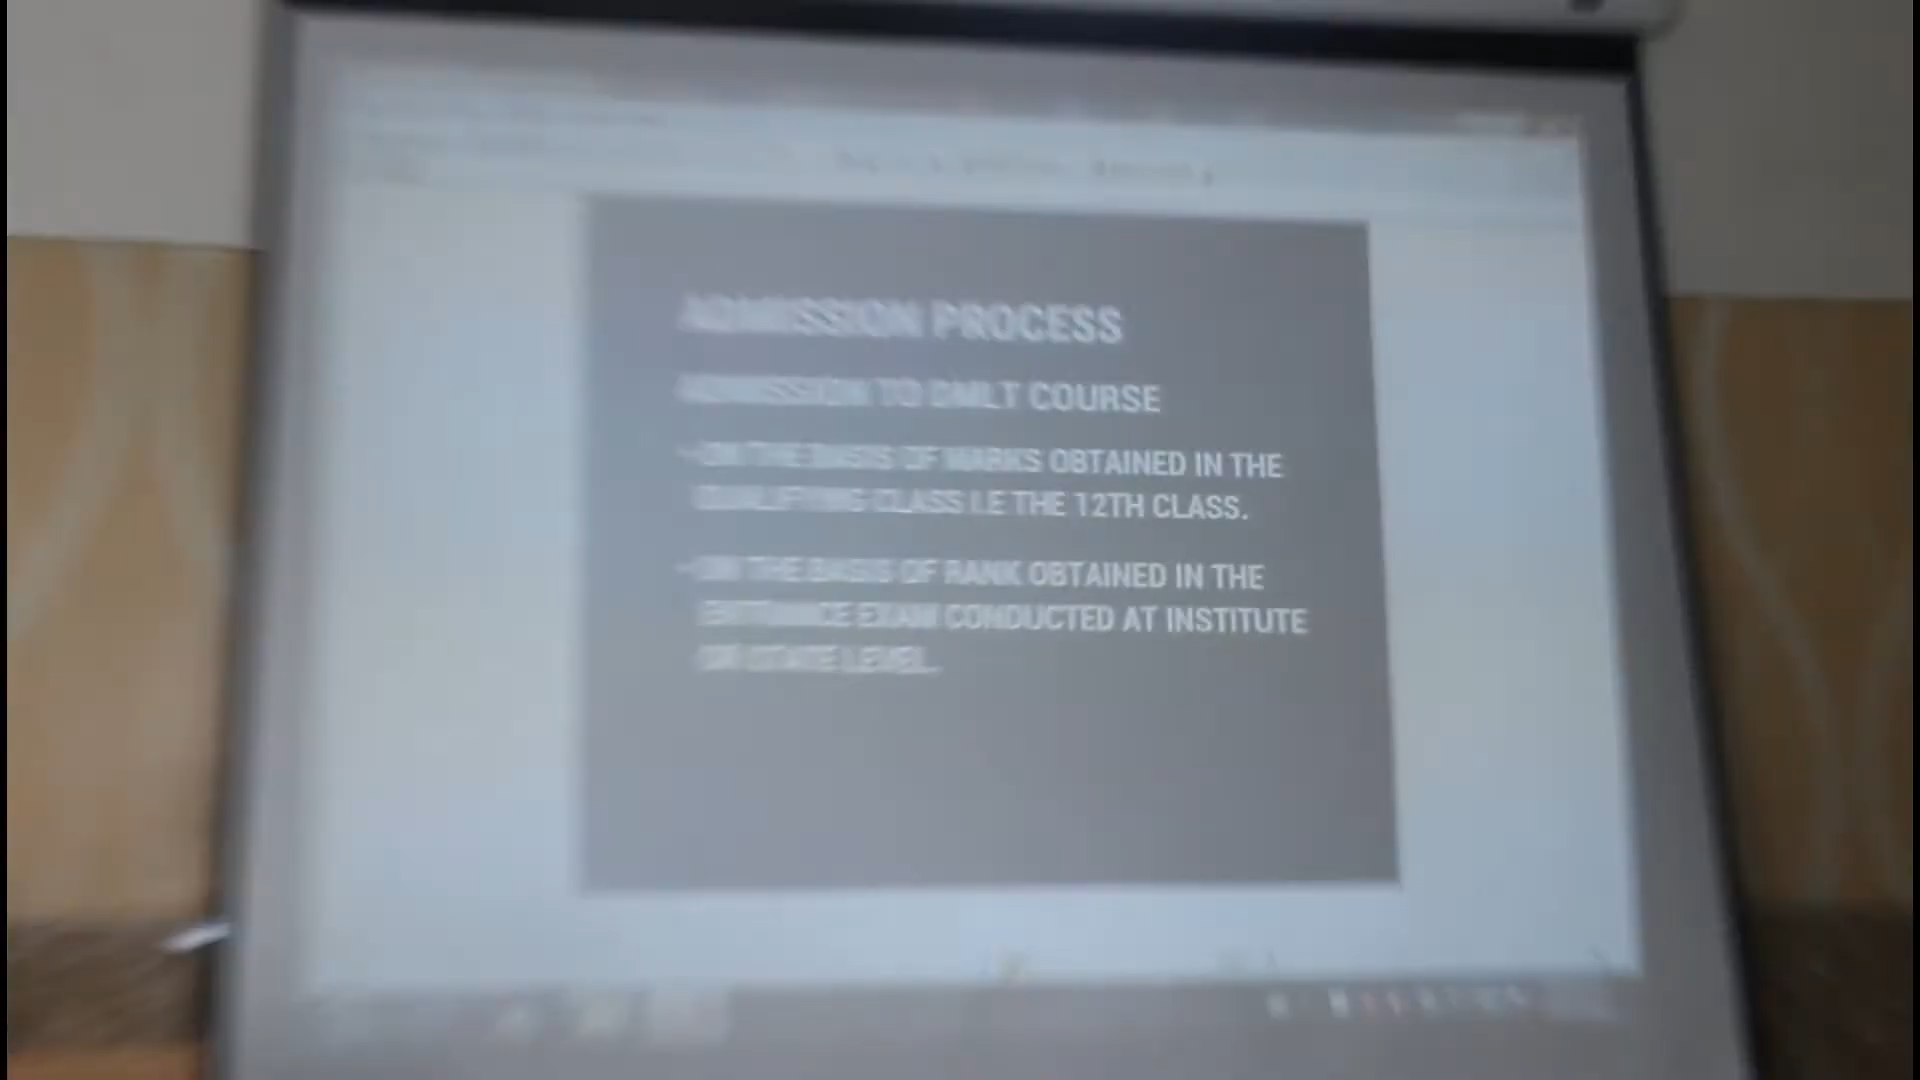 ADMISSION PROCESS
ADMISSION TO DMLT COURSE
-ON THE BASIS OF MARKS OBTAINED IN THE
QUALIFYING CLASS I.E THE 12TH CLASS.
-ON THE BASIS OF RANK OBTAINED IN THE
ENTRANCE EXAM CONDUCTED AT INSTITUTE
OR STATE LEVEL.